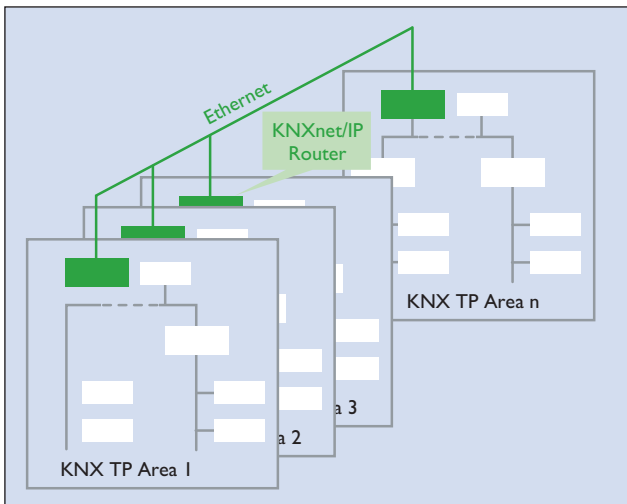 Ethernet
KNXnet/IP
Router
KNX TP Area n
a 3
a 2
KNX TP Area 1